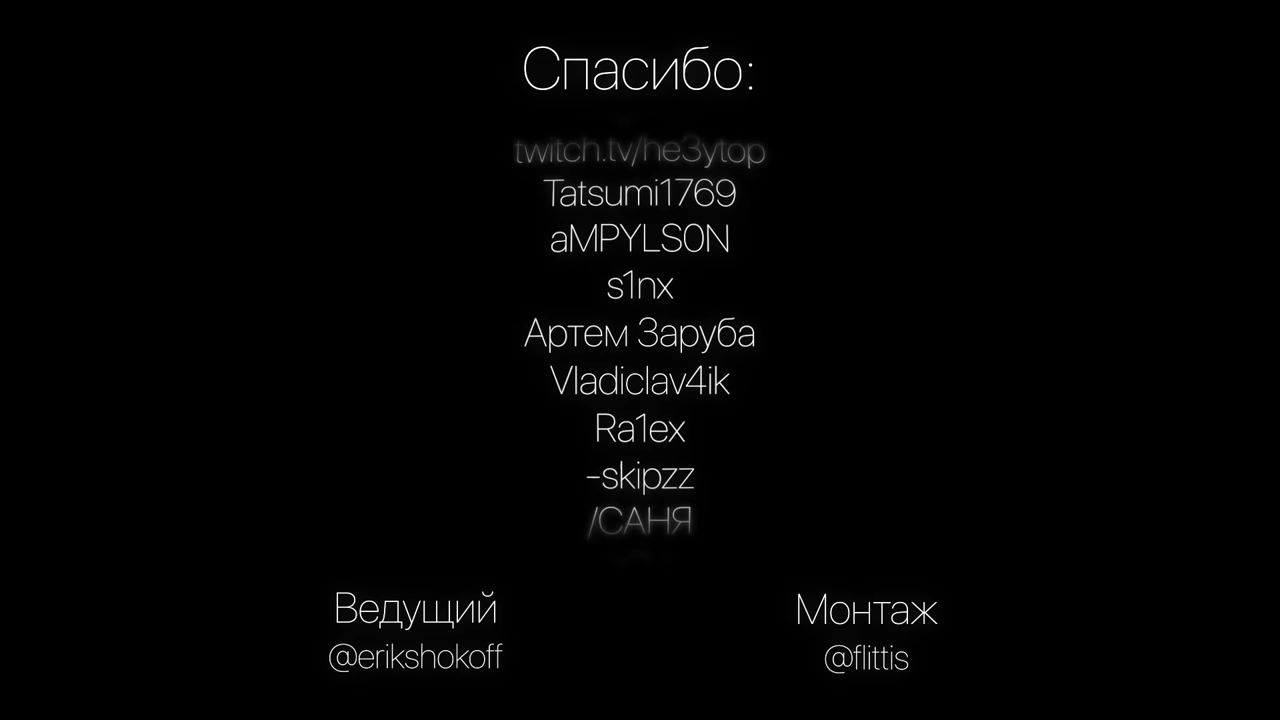 Спасибо:
twitch.tv/he3ytop
Tatsumi1769
aMPYLS0N
s1nx
Артем Заруба
Vladiclav4ik
Ra1ex
-skipzz
/САНЯ
Ведущий
@erikshokoff
Монтаж
@flittis